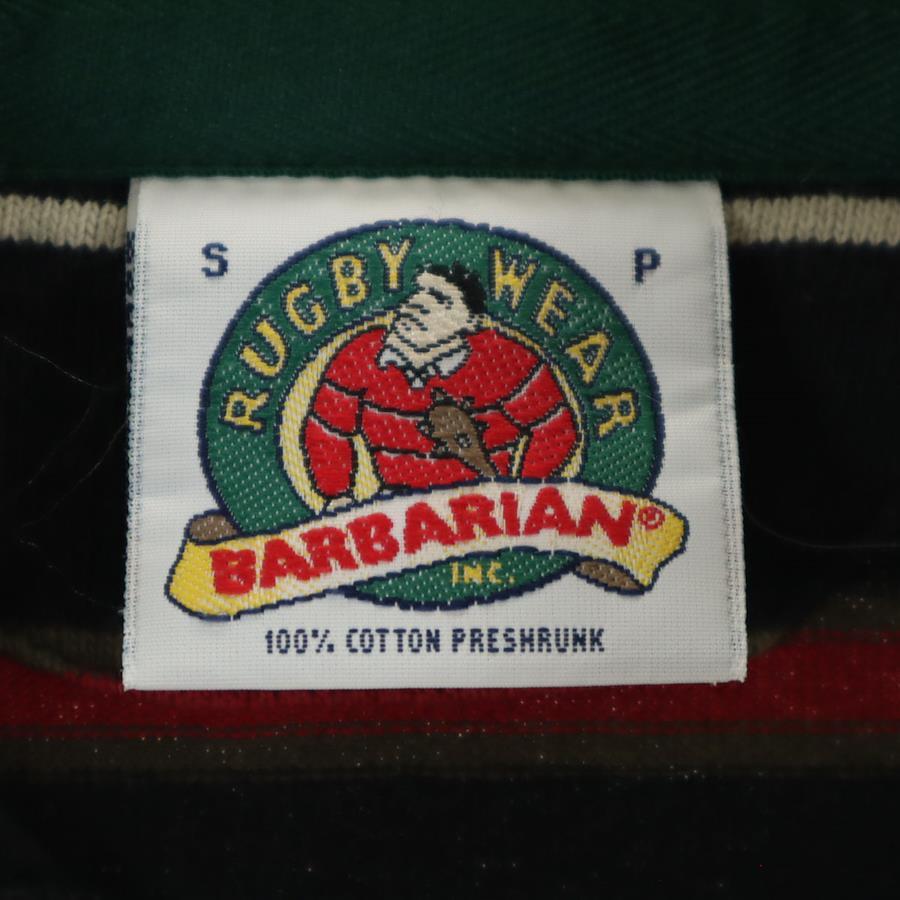 S P
RUGBY WEAR
BARBARIAN®
INC.
100% COTTON PRESHRUNK